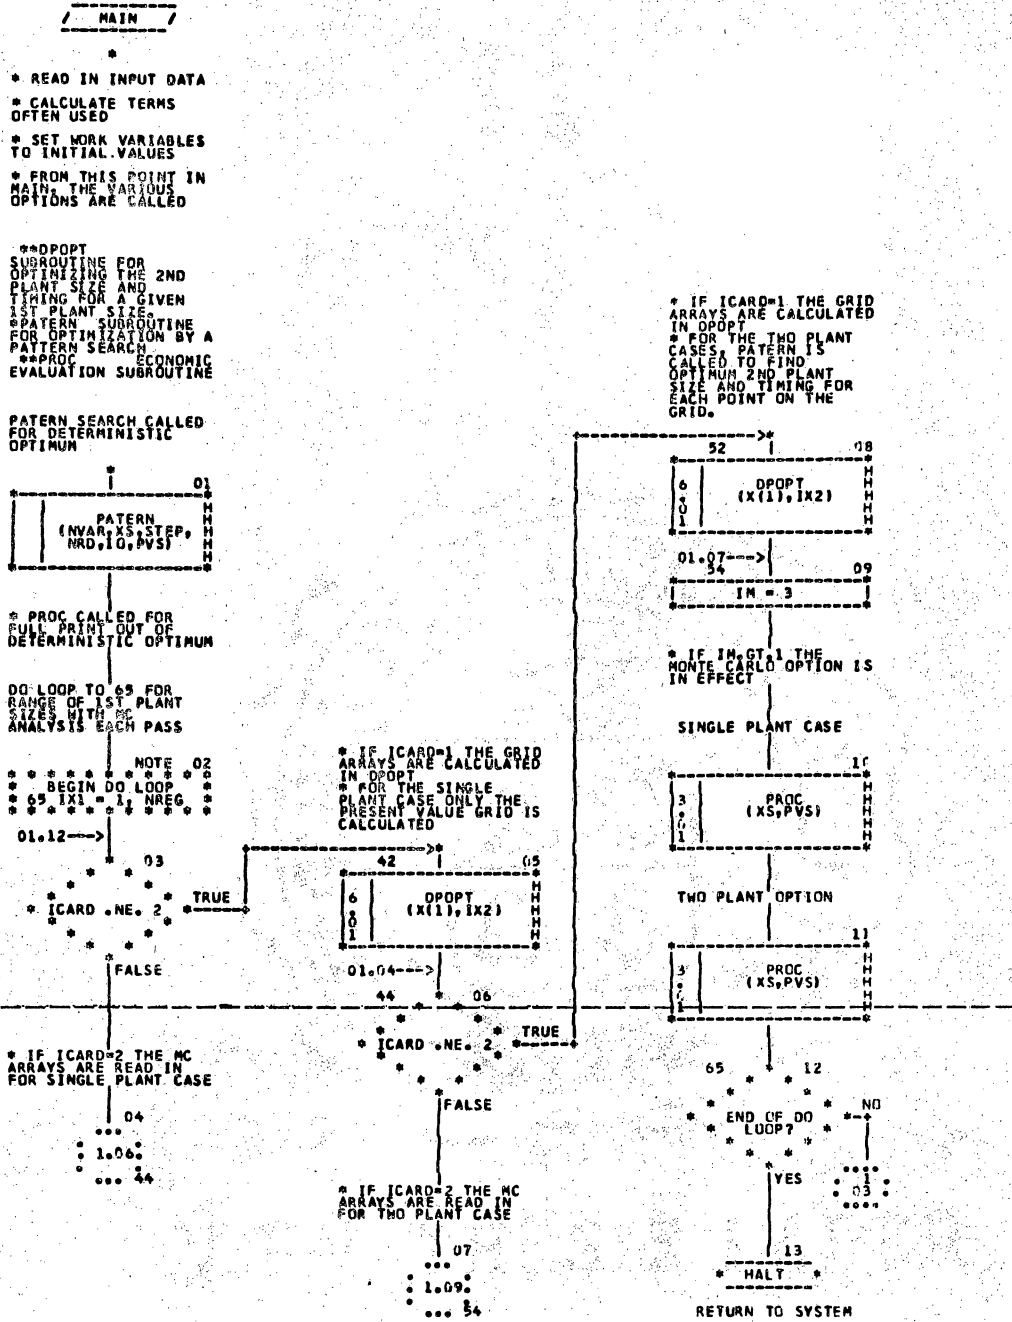 / MAIN /
*
* READ IN INPUT DATA
* CALCULATE TERMS
OFTEN USED
* SET WORK VARIABLES
TO INITIAL VALUES
* FROM THIS POINT IN
MAIN, THE VARIOUS
OPTIONS ARE CALLED
**DPOPT
SUBROUTINE FOR
OPTIMIZING THE 2ND
PLANT SIZE AND
TIMING FOR A GIVEN
1ST PLANT SIZE.
*PATERN SUBROUTINE
FOR OPTIMIZATION BY A
PATTERN SEARCH
**PROC ECONOMIC
EVALUATION SUBROUTINE
PATERN SEARCH CALLED
FOR DETERMINISTIC
OPTIMUM
01
PATERN
(NVAR,XS,STEP,
NRD,IO,PVS)
* PROC CALLED FOR
FULL PRINT OUT OF
DETERMINISTIC OPTIMUM
DO LOOP TO 65 FOR
RANGE OF 1ST PLANT
SIZES WITH MC
ANALYSIS EACH PASS
NOTE 02
BEGIN DO LOOP
65 IX1 = 1, NREG
01.12--->
03
ICARD .NE. 2
TRUE
FALSE
* IF ICARD=2 THE MC
ARRAYS ARE READ IN
FOR SINGLE PLANT CASE
04
1.06
44
* IF ICARD=1 THE GRID
ARRAYS ARE CALCULATED
IN DPOPT
* FOR THE SINGLE
PLANT CASE ONLY THE
PRESENT VALUE GRID IS
CALCULATED
42 05
6.01
DPOPT
(X(1),IX2)
01.04--->
44 06
ICARD .NE. 2
TRUE
FALSE
* IF ICARD=2 THE MC
ARRAYS ARE READ IN
FOR TWO PLANT CASE
07
1.09
54
* IF ICARD=1 THE GRID
ARRAYS ARE CALCULATED
IN DPOPT
* FOR THE TWO PLANT
CASES, PATERN IS
CALLED TO FIND
OPTIMUM 2ND PLANT
SIZE AND TIMING FOR
EACH POINT ON THE
GRID.
52 08
6.01
DPOPT
(X(1),IX2)
01.07--->
54 09
IM = 3
* IF IM.GT.1 THE
MONTE CARLO OPTION IS
IN EFFECT
SINGLE PLANT CASE
10
3.01
PROC
(XS,PVS)
TWO PLANT OPTION
11
3.01
PROC
(XS,PVS)
65 12
END OF DO
LOOP?
NO
YES
1
03
13
* HALT *
RETURN TO SYSTEM